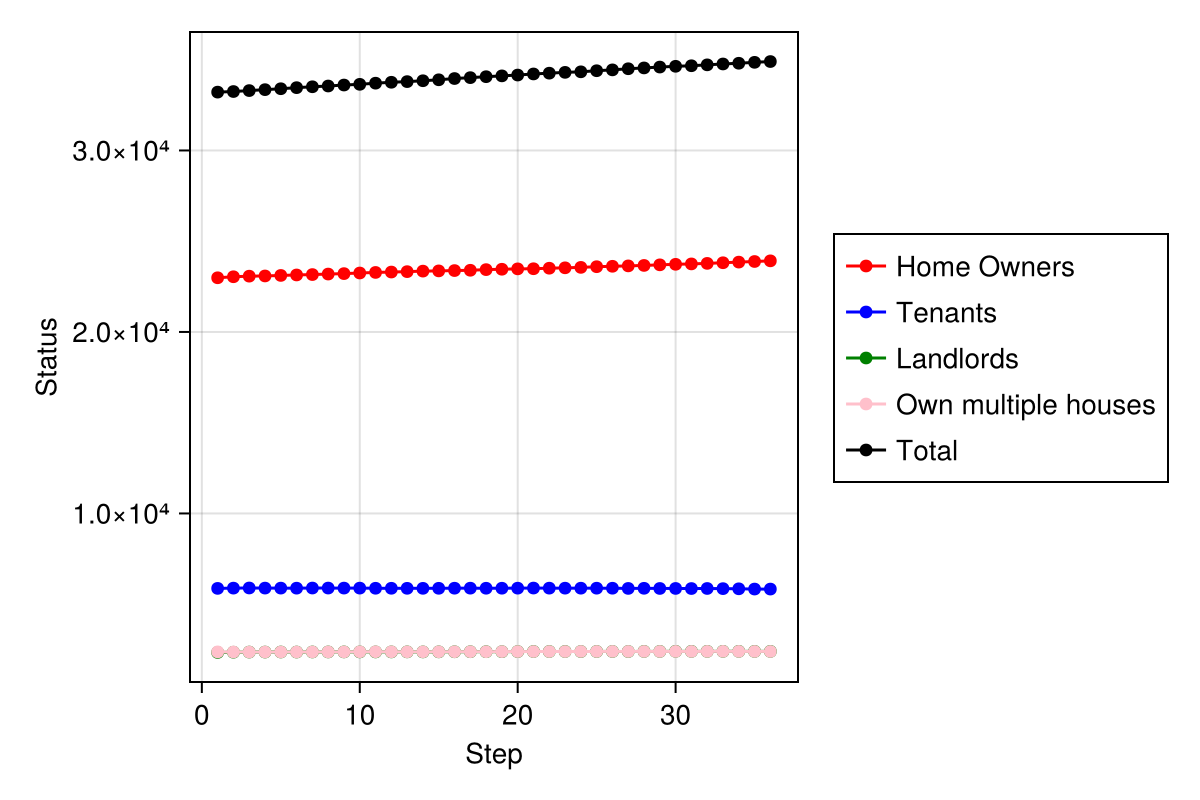 3.0×10⁴
2.0×10⁴
1.0×10⁴
Status
0 10 20 30
Step
Home Owners
Tenants
Landlords
Own multiple houses
Total